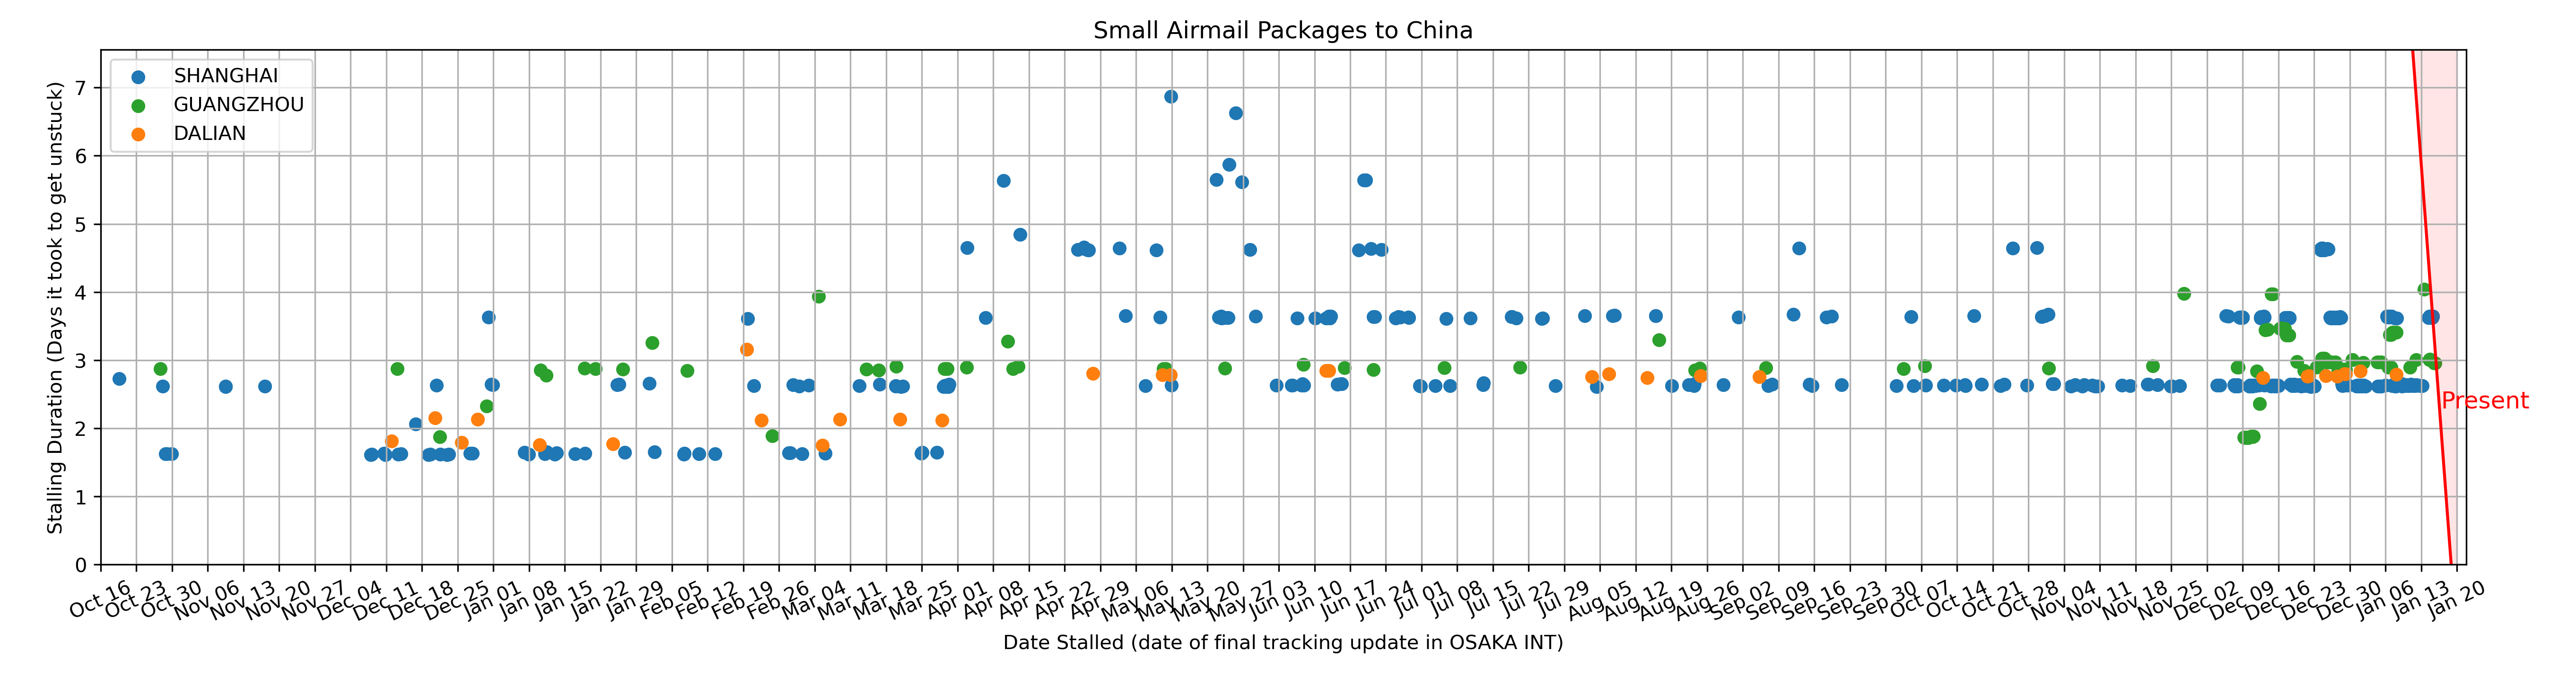 Small Airmail Packages to China
SHANGHAI
GUANGZHOU
DALIAN
Stalling Duration (Days it took to get unstuck)
7
6
5
4
3
2
1
0
Present
Oct 16 Oct 23 Oct 30 Nov 06 Nov 13 Nov 20 Nov 27 Dec 04 Dec 11 Dec 18 Dec 25 Jan 01 Jan 08 Jan 15 Jan 22 Jan 29 Feb 05 Feb 12 Feb 19 Feb 26 Mar 04 Mar 11 Mar 18 Mar 25 Apr 01 Apr 08 Apr 15 Apr 22 Apr 29 May 06 May 13 May 20 May 27 Jun 03 Jun 10 Jun 17 Jun 24 Jul 01 Jul 08 Jul 15 Jul 22 Jul 29 Aug 05 Aug 12 Aug 19 Aug 26 Sep 02 Sep 09 Sep 16 Sep 23 Sep 30 Oct 07 Oct 14 Oct 21 Oct 28 Nov 04 Nov 11 Nov 18 Nov 25 Dec 02 Dec 09 Dec 16 Dec 23 Dec 30 Jan 06 Jan 13 Jan 20
Date Stalled (date of final tracking update in OSAKA INT)